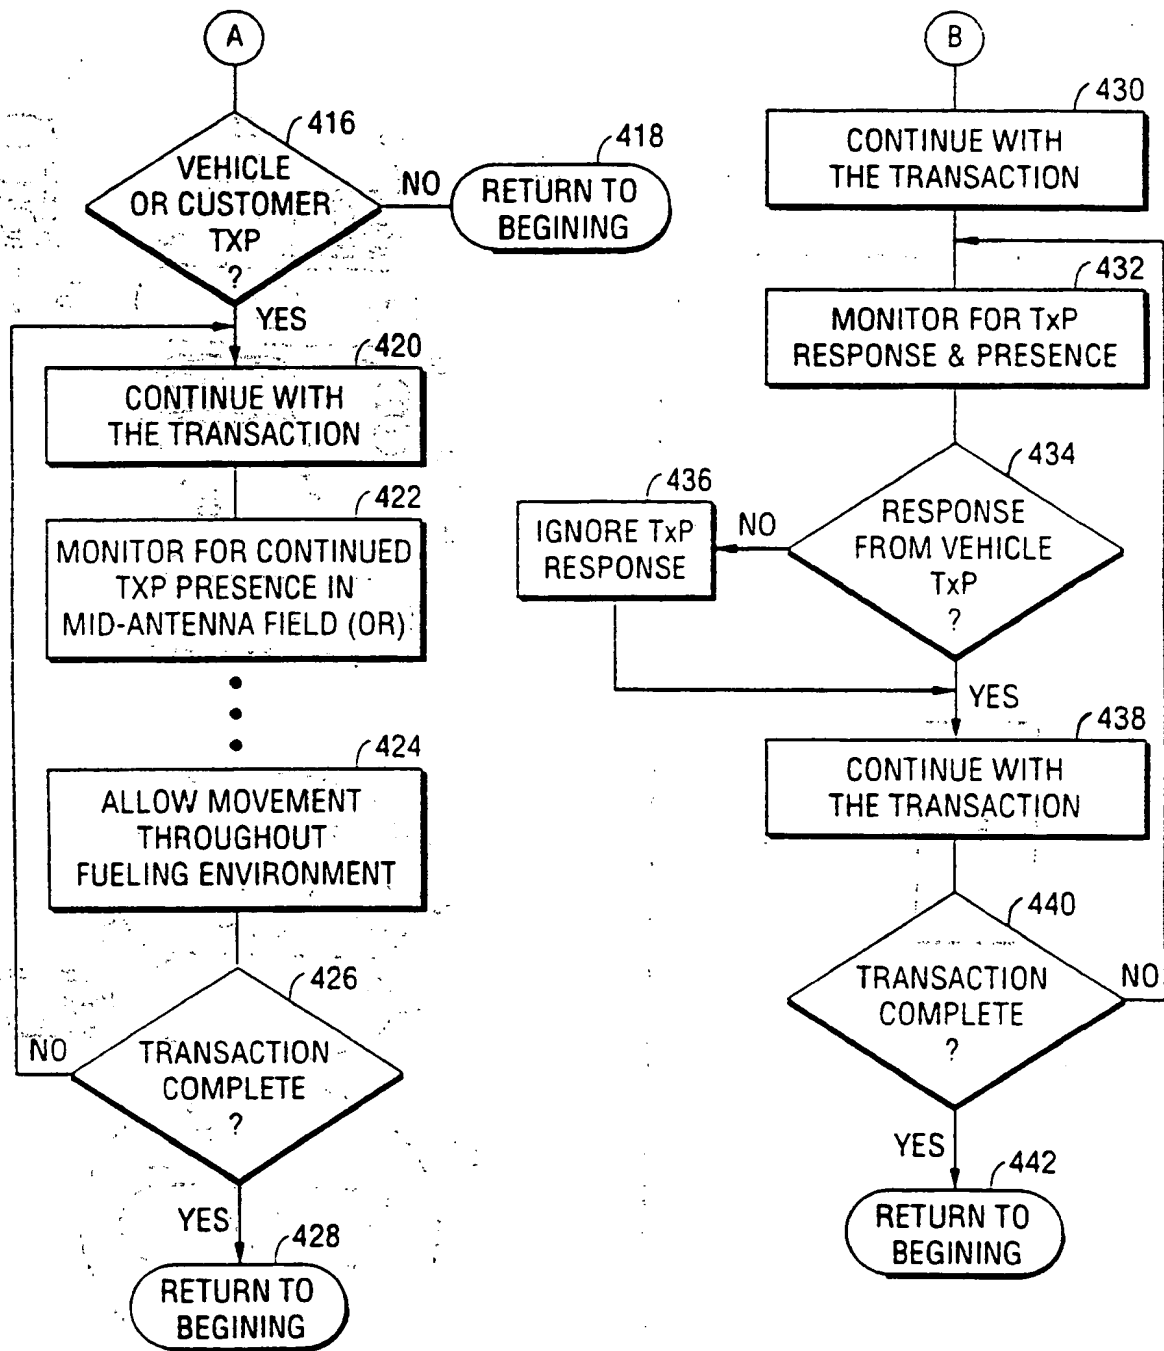 A
416
VEHICLE
OR CUSTOMER
TXP
?
NO
418
RETURN TO
BEGINING
YES
420
CONTINUE WITH
THE TRANSACTION
422
MONITOR FOR CONTINUED
TXP PRESENCE IN
MID-ANTENNA FIELD (OR)
424
ALLOW MOVEMENT
THROUGHOUT
FUELING ENVIRONMENT
426
NO
TRANSACTION
COMPLETE
?
YES
428
RETURN TO
BEGINING
B
430
CONTINUE WITH
THE TRANSACTION
432
MONITOR FOR TxP
RESPONSE & PRESENCE
434
RESPONSE
FROM VEHICLE
TxP
?
NO
436
IGNORE TxP
RESPONSE
YES
438
CONTINUE WITH
THE TRANSACTION
440
TRANSACTION
COMPLETE
?
NO
YES
442
RETURN TO
BEGINING